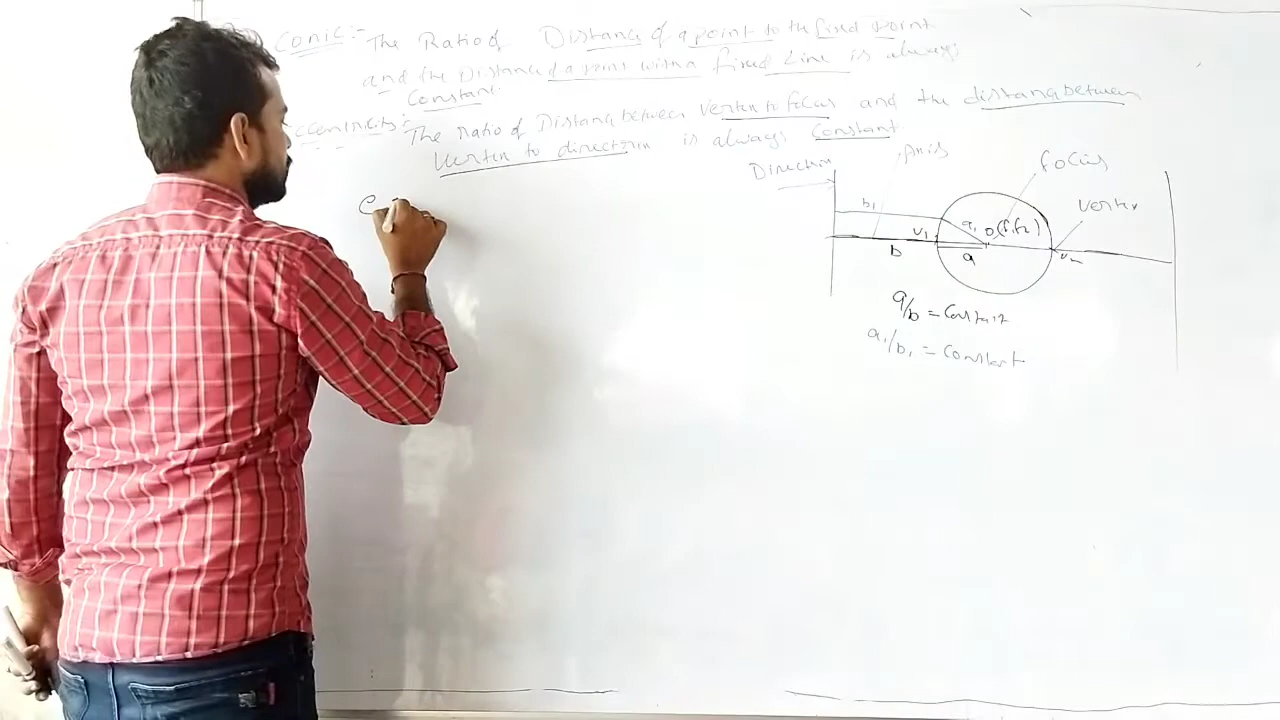 Conic:- The Ratio of Distance of a point to the fixed point
and the Distance of a point with a fixed Line is always
Constant.
ccentricity:- The ratio of Distance between Vertex to focus and the distance between
Vertex to directrix is always Constant
Axis
Directrix
focus
vertex
b1
a1 O(f1f2)
V1
b
a
a/b = Constant
a1/b1 = Constant
e